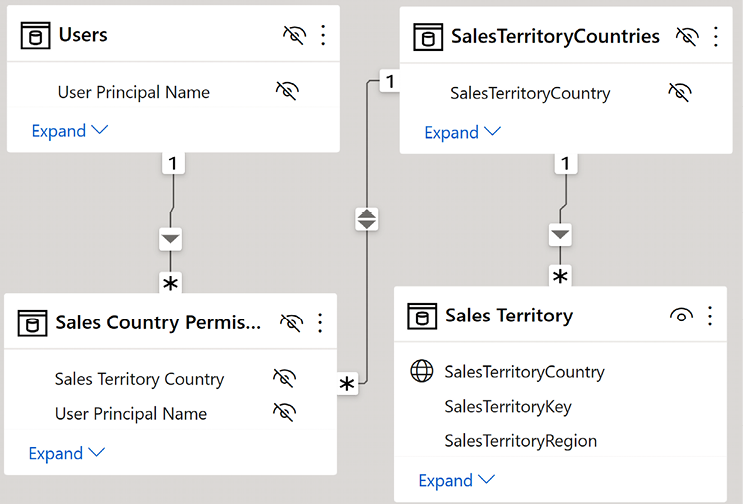 Users
User Principal Name
Expand
1
*
SalesTerritoryCountries
SalesTerritoryCountry
Expand
1
1
*
Sales Country Permis...
Sales Territory Country
User Principal Name
Expand
*
Sales Territory
SalesTerritoryCountry
SalesTerritoryKey
SalesTerritoryRegion
Expand